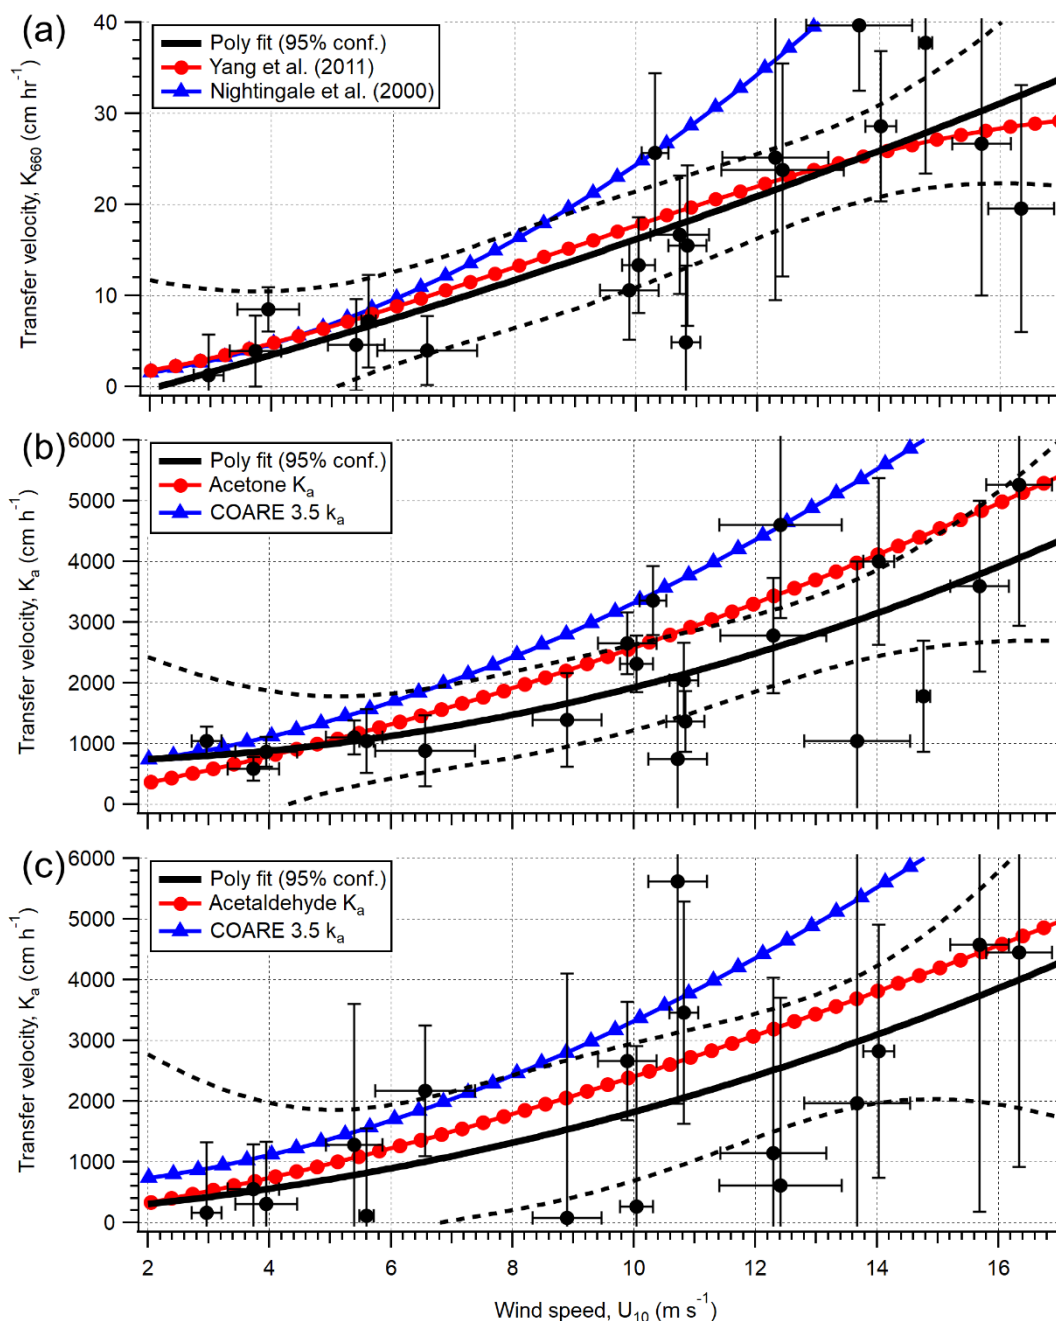 (a)
40
30
20
10
0
Transfer velocity, K660 (cm hr-1)
Poly fit (95% conf.)
Yang et al. (2011)
Nightingale et al. (2000)
(b)
6000
5000
4000
3000
2000
1000
0
Transfer velocity, Ka (cm h-1)
Poly fit (95% conf.)
Acetone Ka
COARE 3.5 ka
(c)
6000
5000
4000
3000
2000
1000
0
Transfer velocity, Ka (cm h-1)
Poly fit (95% conf.)
Acetaldehyde Ka
COARE 3.5 ka
2 4 6 8 10 12 14 16
Wind speed, U10 (m s-1)